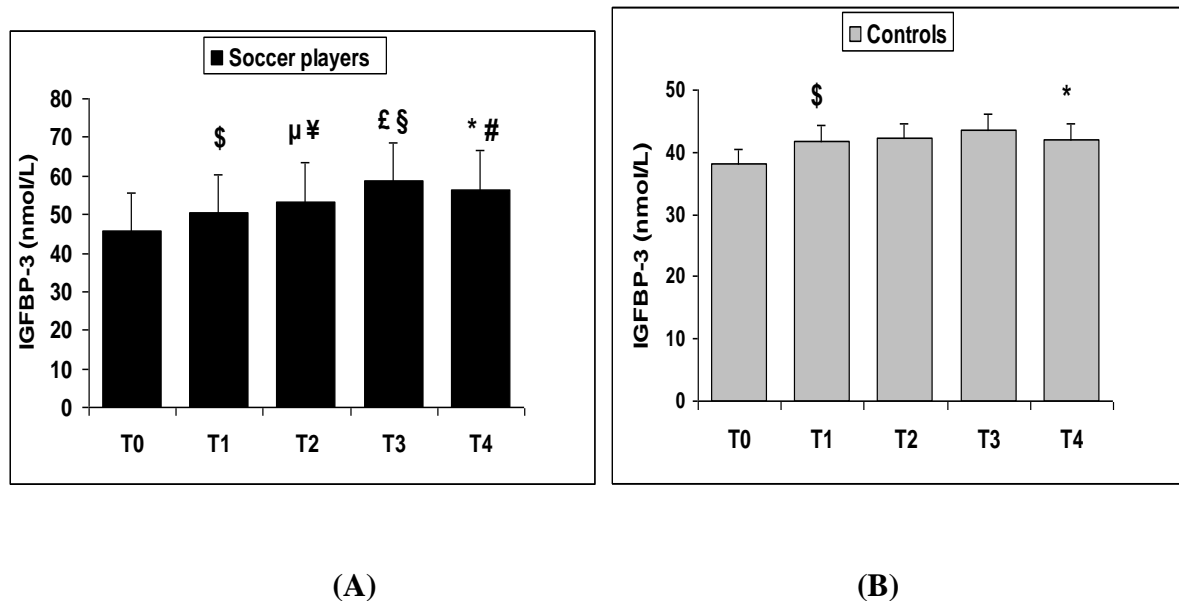 Soccer players
IGFBP-3 (nmol/L)
80
70
60
50
40
30
20
10
0
$
µ ¥
£ §
* #
T0 T1 T2 T3 T4
(A)
Controls
IGFBP-3 (nmol/L)
50
40
30
20
10
0
$
*
T0 T1 T2 T3 T4
(B)